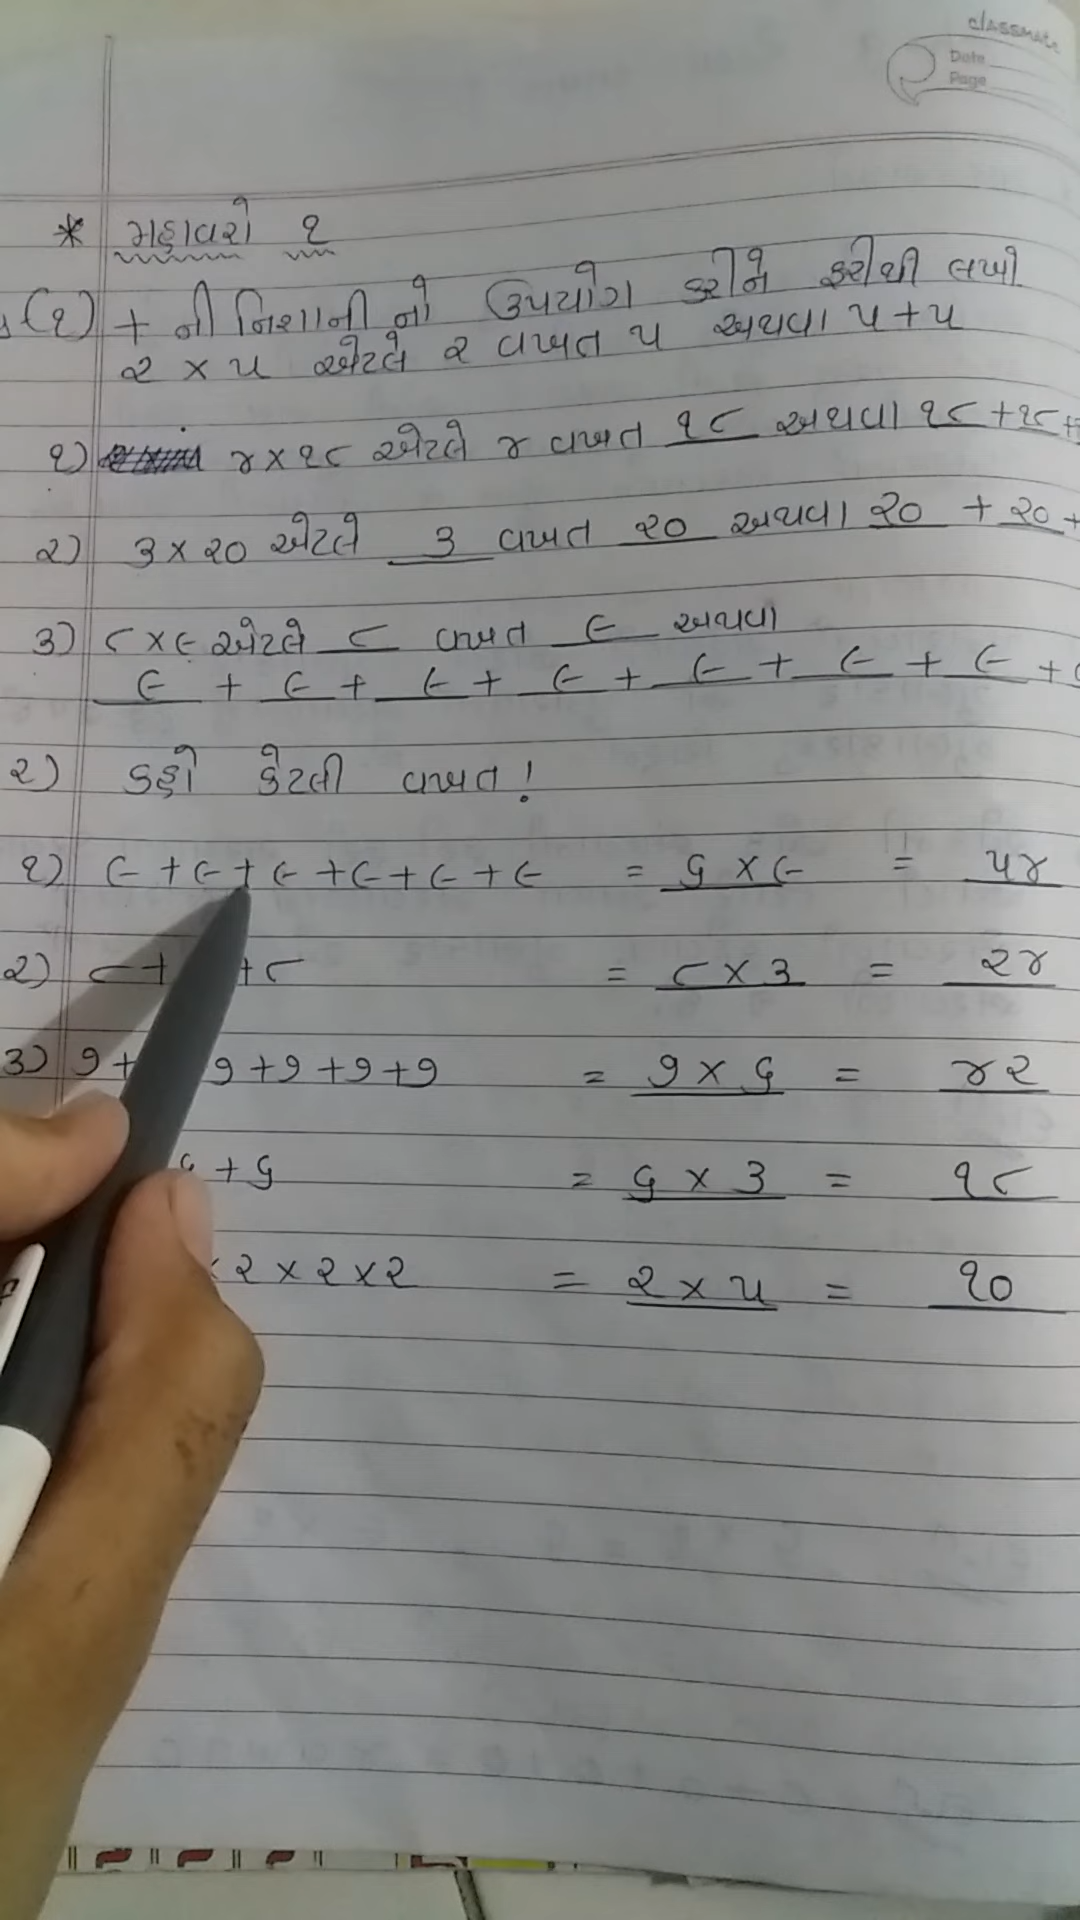 classmate
Date
Page
* મહાવરો ૧
(૧) + ની નિશાની નો ઉપયોગ કરીને ફરીથી લખો
૨ × ૫ એટલે ૨ વખત ૫ અથવા ૫+૫
૧) ૪×૧૮ એટલે ૪ વખત ૧૮ અથવા ૧૮+૧૮+
૨) ૩×૨૦ એટલે ૩ વખત ૨૦ અથવા ૨૦ + ૨૦ +
૩) ૮×૯ એટલે ૮ વખત ૯ અથવા
૯ + ૯ + ૯ + ૯ + ૯ + ૯ + ૯ +
૨) કહો કેટલી વખત!
૧) ૯+૯+૯+૯+૯+૯ = ૬×૯ = ૫૪
૨) ૮+ +૮ = ૮×૩ = ૨૪
૩) ૭+ ૭+૭+૭+૭ = ૭×૬ = ૪૨
૬+૬ = ૬×૩ = ૧૮
૨×૨×૨ = ૨×૫ = ૧૦